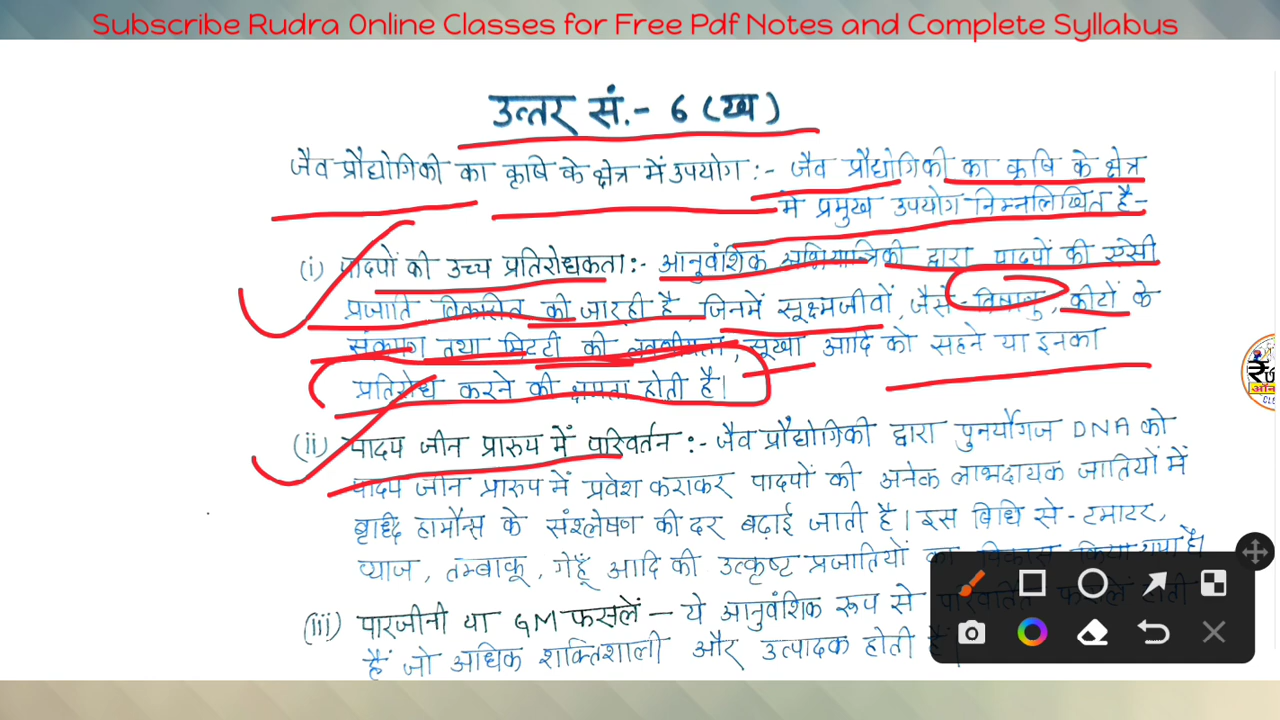 Subscribe Rudra Online Classes for Free Pdf Notes and Complete Syllabus
उत्तर सं.- 6 (ख)
जैव प्रौद्योगिकी का कृषि के क्षेत्र में उपयोग :- जैव प्रौद्योगिकी का कृषि के क्षेत्र
में प्रमुख उपयोग निम्नलिखित है-
(i) पादपों की उच्च प्रतिरोधकता :- आनुवंशिक अभियान्त्रिकी द्वारा पादपों की ऐसी
प्रजाति विकसित की जा रही है जिनमें सूक्ष्मजीवों, जैसे- विषाणु, कीटों के
संक्रमण तथा मिट्टी की लवणीयता, सूखा आदि को सहने या इनका
प्रतिरोध करने की क्षमता होती है।
(ii) पादप जीन प्रारूप में परिवर्तन :- जैव प्रौद्योगिकी द्वारा पुनर्योगज DNA को
पादप जीन प्रारूप में प्रवेश कराकर पादपों की अनेक लाभदायक जातियों में
वृद्धि हार्मोन्स के संश्लेषण की दर बढ़ाई जाती है। इस विधि से - टमाटर,
प्याज, तम्बाकू, गेहूँ आदि की उत्कृष्ट प्रजातियों का विकास किया गया है।
(iii) पारजीनी या GM फसलें — ये आनुवंशिक रूप से परिवर्तित फसलें होती
हैं जो अधिक शक्तिशाली और उत्पादक होती है।